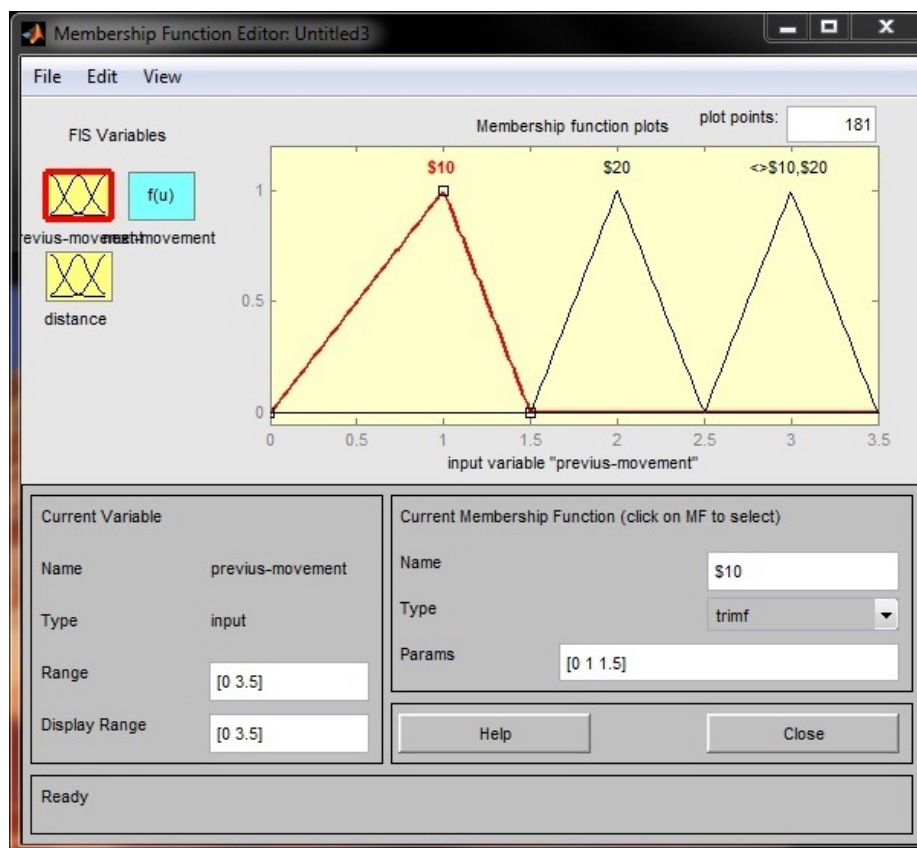 Membership Function Editor: Untitled3
File Edit View
FIS Variables
f(u)
distance
Membership function plots
plot points: 181
$10 $20 <>$10,$20
1
0.5
0
0 0.5 1 1.5 2 2.5 3 3.5
input variable "previus-movement"
Current Variable
Name previus-movement
Type input
Range [0 3.5]
Display Range [0 3.5]
Current Membership Function (click on MF to select)
Name $10
Type trimf
Params [0 1 1.5]
Help Close
Ready